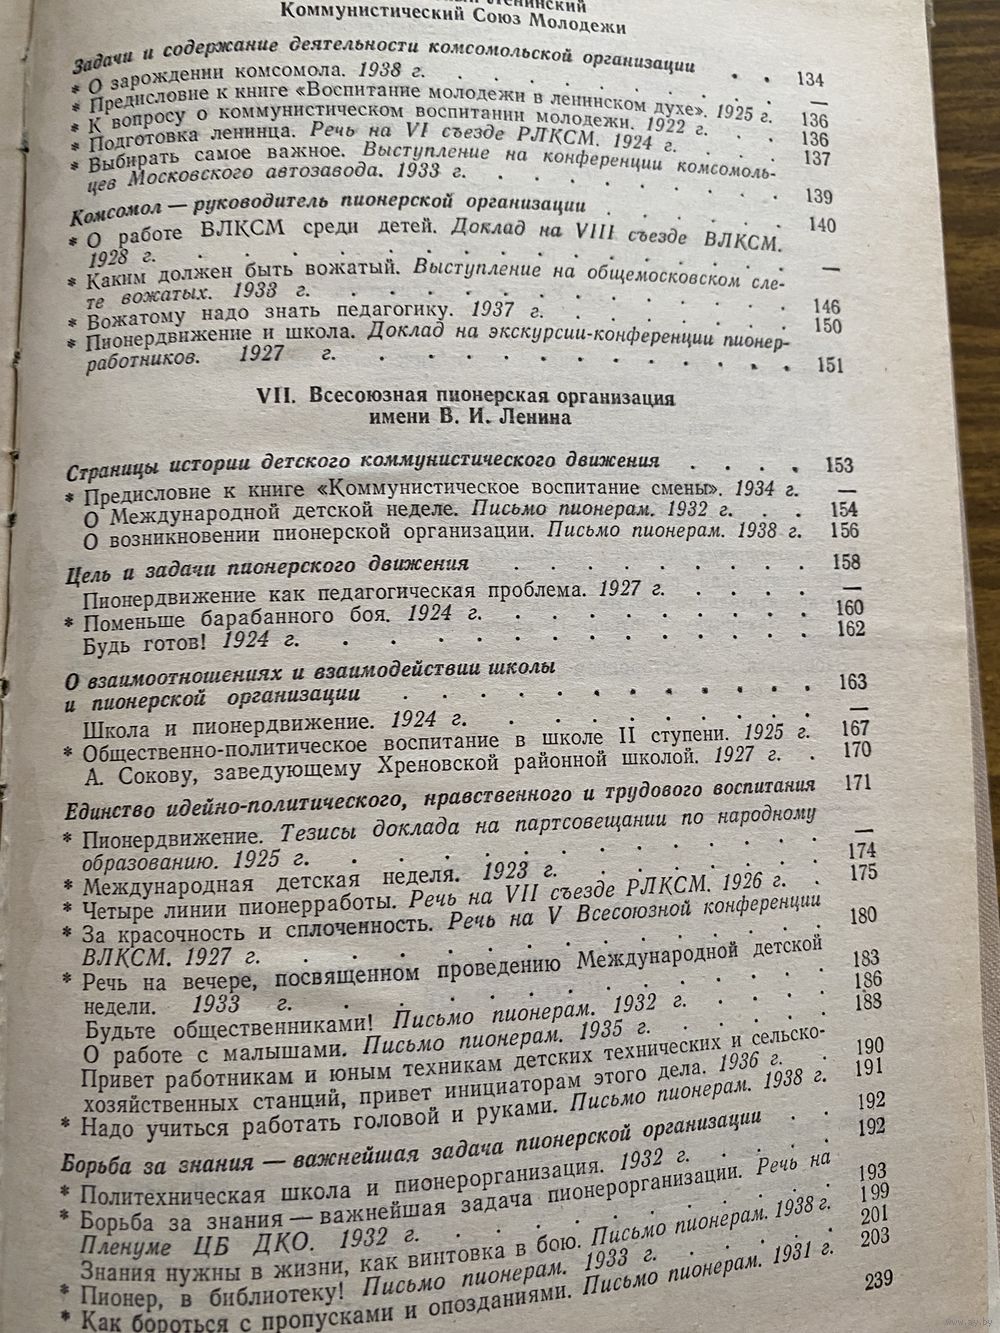 Ленинский
Коммунистический Союз Молодежи
Задачи и содержание деятельности комсомольской организации . . 134
* О зарождении комсомола. 1938 г. . . . . . . . . —
* Предисловие к книге «Воспитание молодежи в ленинском духе». 1925 г. 136
* К вопросу о коммунистическом воспитании молодежи. 1922 г. . . 136
* Подготовка ленинца. Речь на VI съезде РЛКСМ. 1924 г. . . . 137
* Выбирать самое важное. Выступление на конференции комсомоль-
цев Московского автозавода. 1933 г. . . . . . . . . 139
Комсомол — руководитель пионерской организации . . . . . . 140
* О работе ВЛКСМ среди детей. Доклад на VIII съезде ВЛКСМ.
1928 г. . . . . . . . . . . . . . . —
* Каким должен быть вожатый. Выступление на общемосковском сле-
те вожатых. 1933 г. . . . . . . . . . . . 146
* Вожатому надо знать педагогику. 1937 г. . . . . . . . 150
* Пионердвижение и школа. Доклад на экскурсии-конференции пионер-
работников. 1927 г. . . . . . . . . . . . 151
VII. Всесоюзная пионерская организация
имени В. И. Ленина
Страницы истории детского коммунистического движения . . . . 153
* Предисловие к книге «Коммунистическое воспитание смены». 1934 г. —
О Международной детской неделе. Письмо пионерам. 1932 г. . . 154
О возникновении пионерской организации. Письмо пионерам. 1938 г. 156
Цель и задачи пионерского движения . . . . . . . . . 158
Пионердвижение как педагогическая проблема. 1927 г. . . . . —
* Поменьше барабанного боя. 1924 г. . . . . . . . . 160
Будь готов! 1924 г. . . . . . . . . . . . . 162
О взаимоотношениях и взаимодействии школы
и пионерской организации . . . . . . . . . . . 163
Школа и пионердвижение. 1924 г. . . . . . . . . —
* Общественно-политическое воспитание в школе II ступени. 1925 г. 167
А. Сокову, заведующему Хреновской районной школой. 1927 г. . 170
Единство идейно-политического, нравственного и трудового воспитания 171
* Пионердвижение. Тезисы доклада на партсовещании по народному
образованию. 1925 г. . . . . . . . . . . . . —
* Международная детская неделя. 1923 г. . . . . . . 174
* Четыре линии пионерработы. Речь на VII съезде РЛКСМ. 1926 г. . 175
* За красочность и сплоченность. Речь на V Всесоюзной конференции
ВЛКСМ. 1927 г. . . . . . . . . . . . . . 180
* Речь на вечере, посвященном проведению Международной детской
недели. 1933 г. . . . . . . . . . . . 183
Будьте общественниками! Письмо пионерам. 1932 г. . . . . 186
О работе с малышами. Письмо пионерам. 1935 г. . . . . . 188
Привет работникам и юным техникам детских технических и сельско-
хозяйственных станций, привет инициаторам этого дела. 1936 г. . . 190
* Надо учиться работать головой и руками. Письмо пионерам. 1938 г. 191
Борьба за знания — важнейшая задача пионерской организации . . 192
* Политехническая школа и пионерорганизация. 1932 г. . . . . 192
* Борьба за знания — важнейшая задача пионерорганизации. Речь на
Пленуме ЦБ ДКО. 1932 г. . . . . . . . . . . 193
Знания нужны в жизни, как винтовка в бою. Письмо пионерам. 1938 г. 199
* Пионер, в библиотеку! Письмо пионерам. 1933 г. . . . . . 201
* Как бороться с пропусками и опозданиями. Письмо пионерам. 1931 г. 203
239
www.ay.by